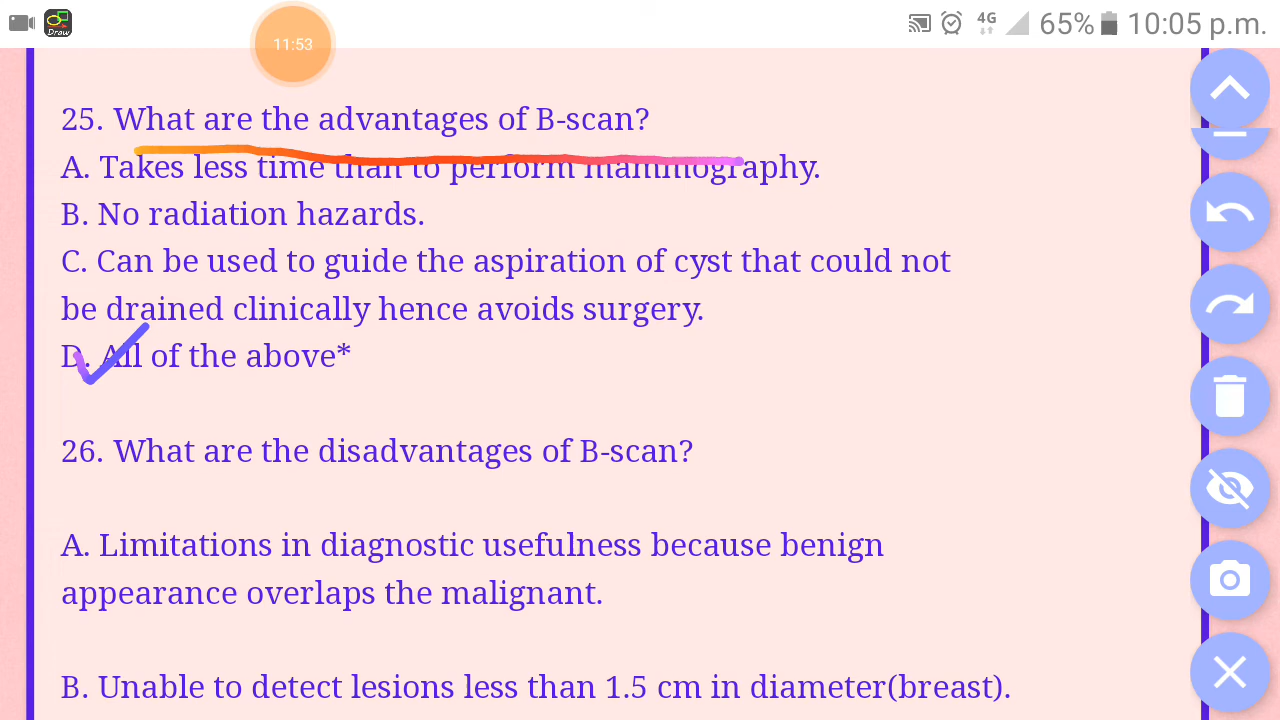 Draw
11:53
4G
65%
10:05 p.m.
25. What are the advantages of B-scan?
A. Takes less time than to perform mammography.
B. No radiation hazards.
C. Can be used to guide the aspiration of cyst that could not
be drained clinically hence avoids surgery.
D. All of the above*
26. What are the disadvantages of B-scan?
A. Limitations in diagnostic usefulness because benign
appearance overlaps the malignant.
B. Unable to detect lesions less than 1.5 cm in diameter(breast).